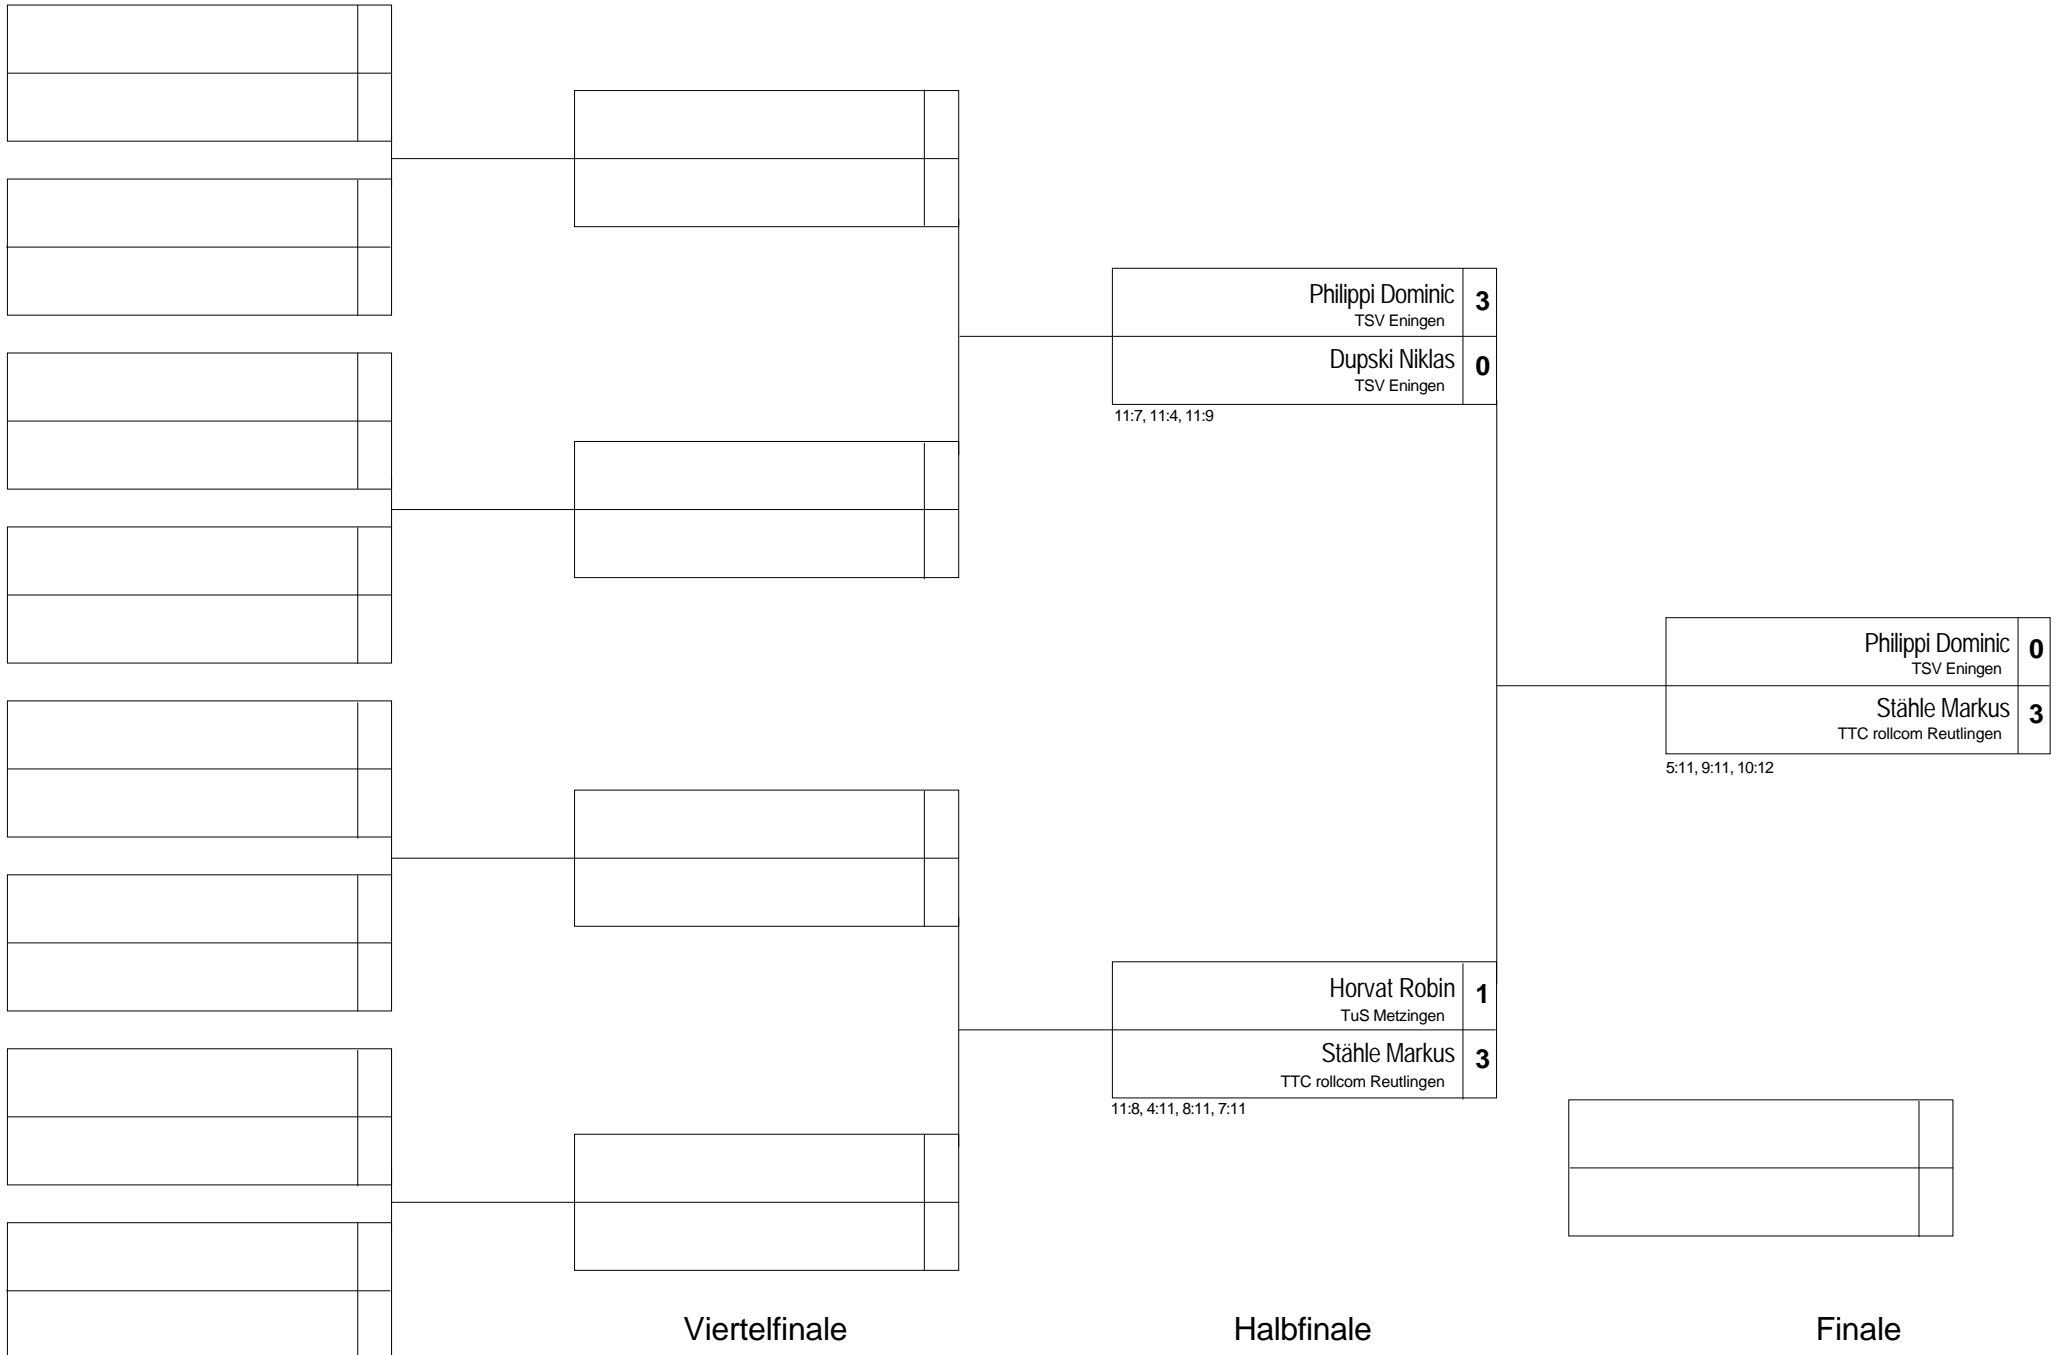 Philippi Dominic 3
TSV Eningen
Dupski Niklas 0
TSV Eningen
11:7, 11:4, 11:9
Philippi Dominic 0
TSV Eningen
Stähle Markus 3
TTC rollcom Reutlingen
5:11, 9:11, 10:12
Horvat Robin 1
TuS Metzingen
Stähle Markus 3
TTC rollcom Reutlingen
11:8, 4:11, 8:11, 7:11
Viertelfinale
Halbfinale
Finale